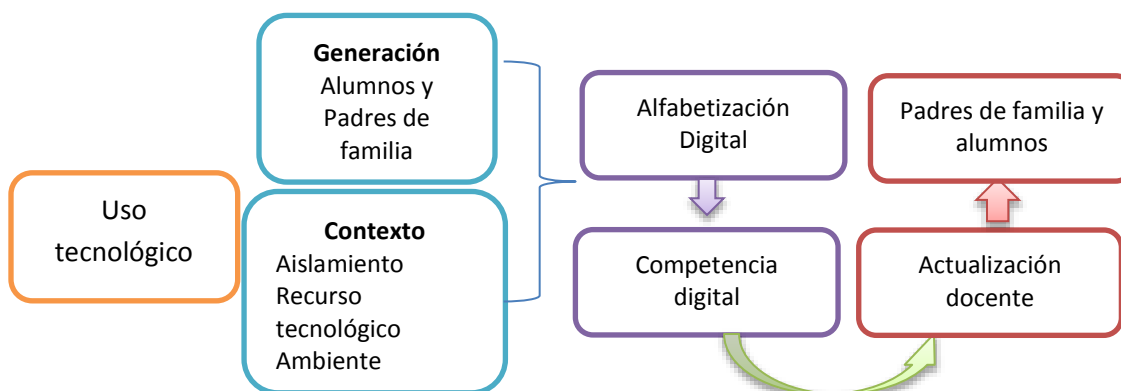 Uso
tecnológico
Generación
Alumnos y
Padres de
familia
Contexto
Aislamiento
Recurso
tecnológico
Ambiente
Alfabetización
Digital
Competencia
digital
Actualización
docente
Padres de familia y
alumnos